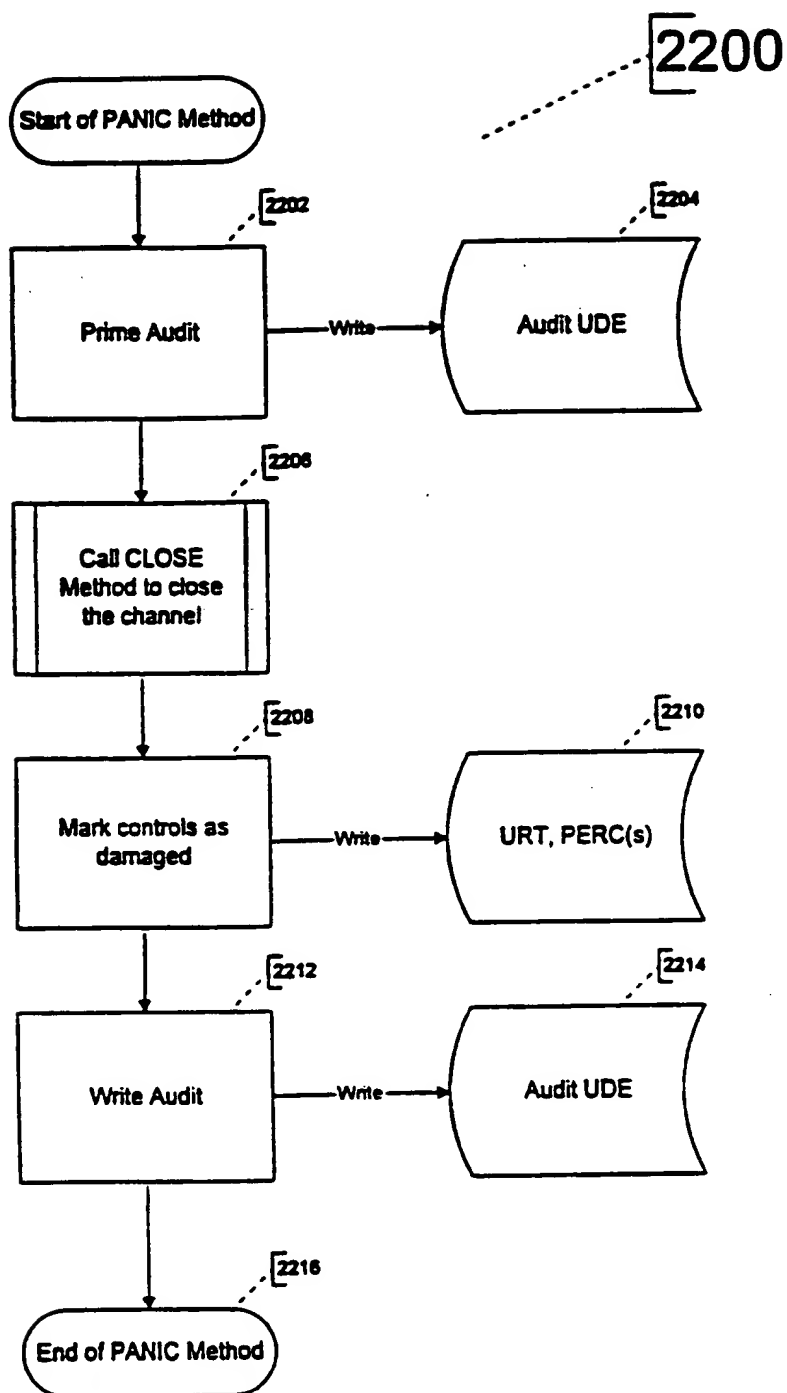 2200
Start of PANIC Method
2202
2204
Prime Audit
Write
Audit UDE
2206
Call CLOSE
Method to close
the channel
2208
2210
Mark controls as
damaged
Write
URT, PERC(s)
2212
2214
Write Audit
Write
Audit UDE
2216
End of PANIC Method